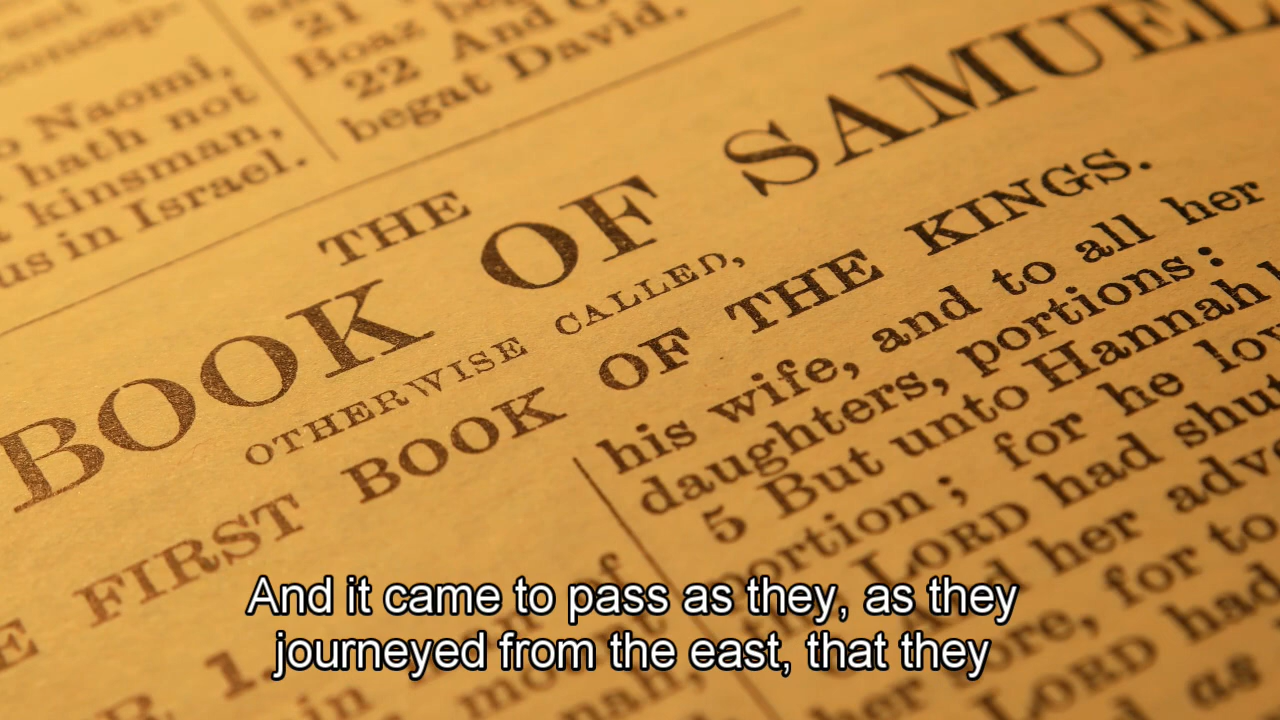 21
Boaz
22 And
begat David.
Naomi,
hath not
kinsman,
us in Israel.
THE
BOOK OF SAMUEL
OTHERWISE CALLED,
FIRST BOOK OF THE KINGS.
1.
in
his wife, and to all her
daughters, portions:
5 But unto Hannah
portion; for he
LORD had shut
her
for to
LORD had
as
And it came to pass as they, as they
journeyed from the east, that they